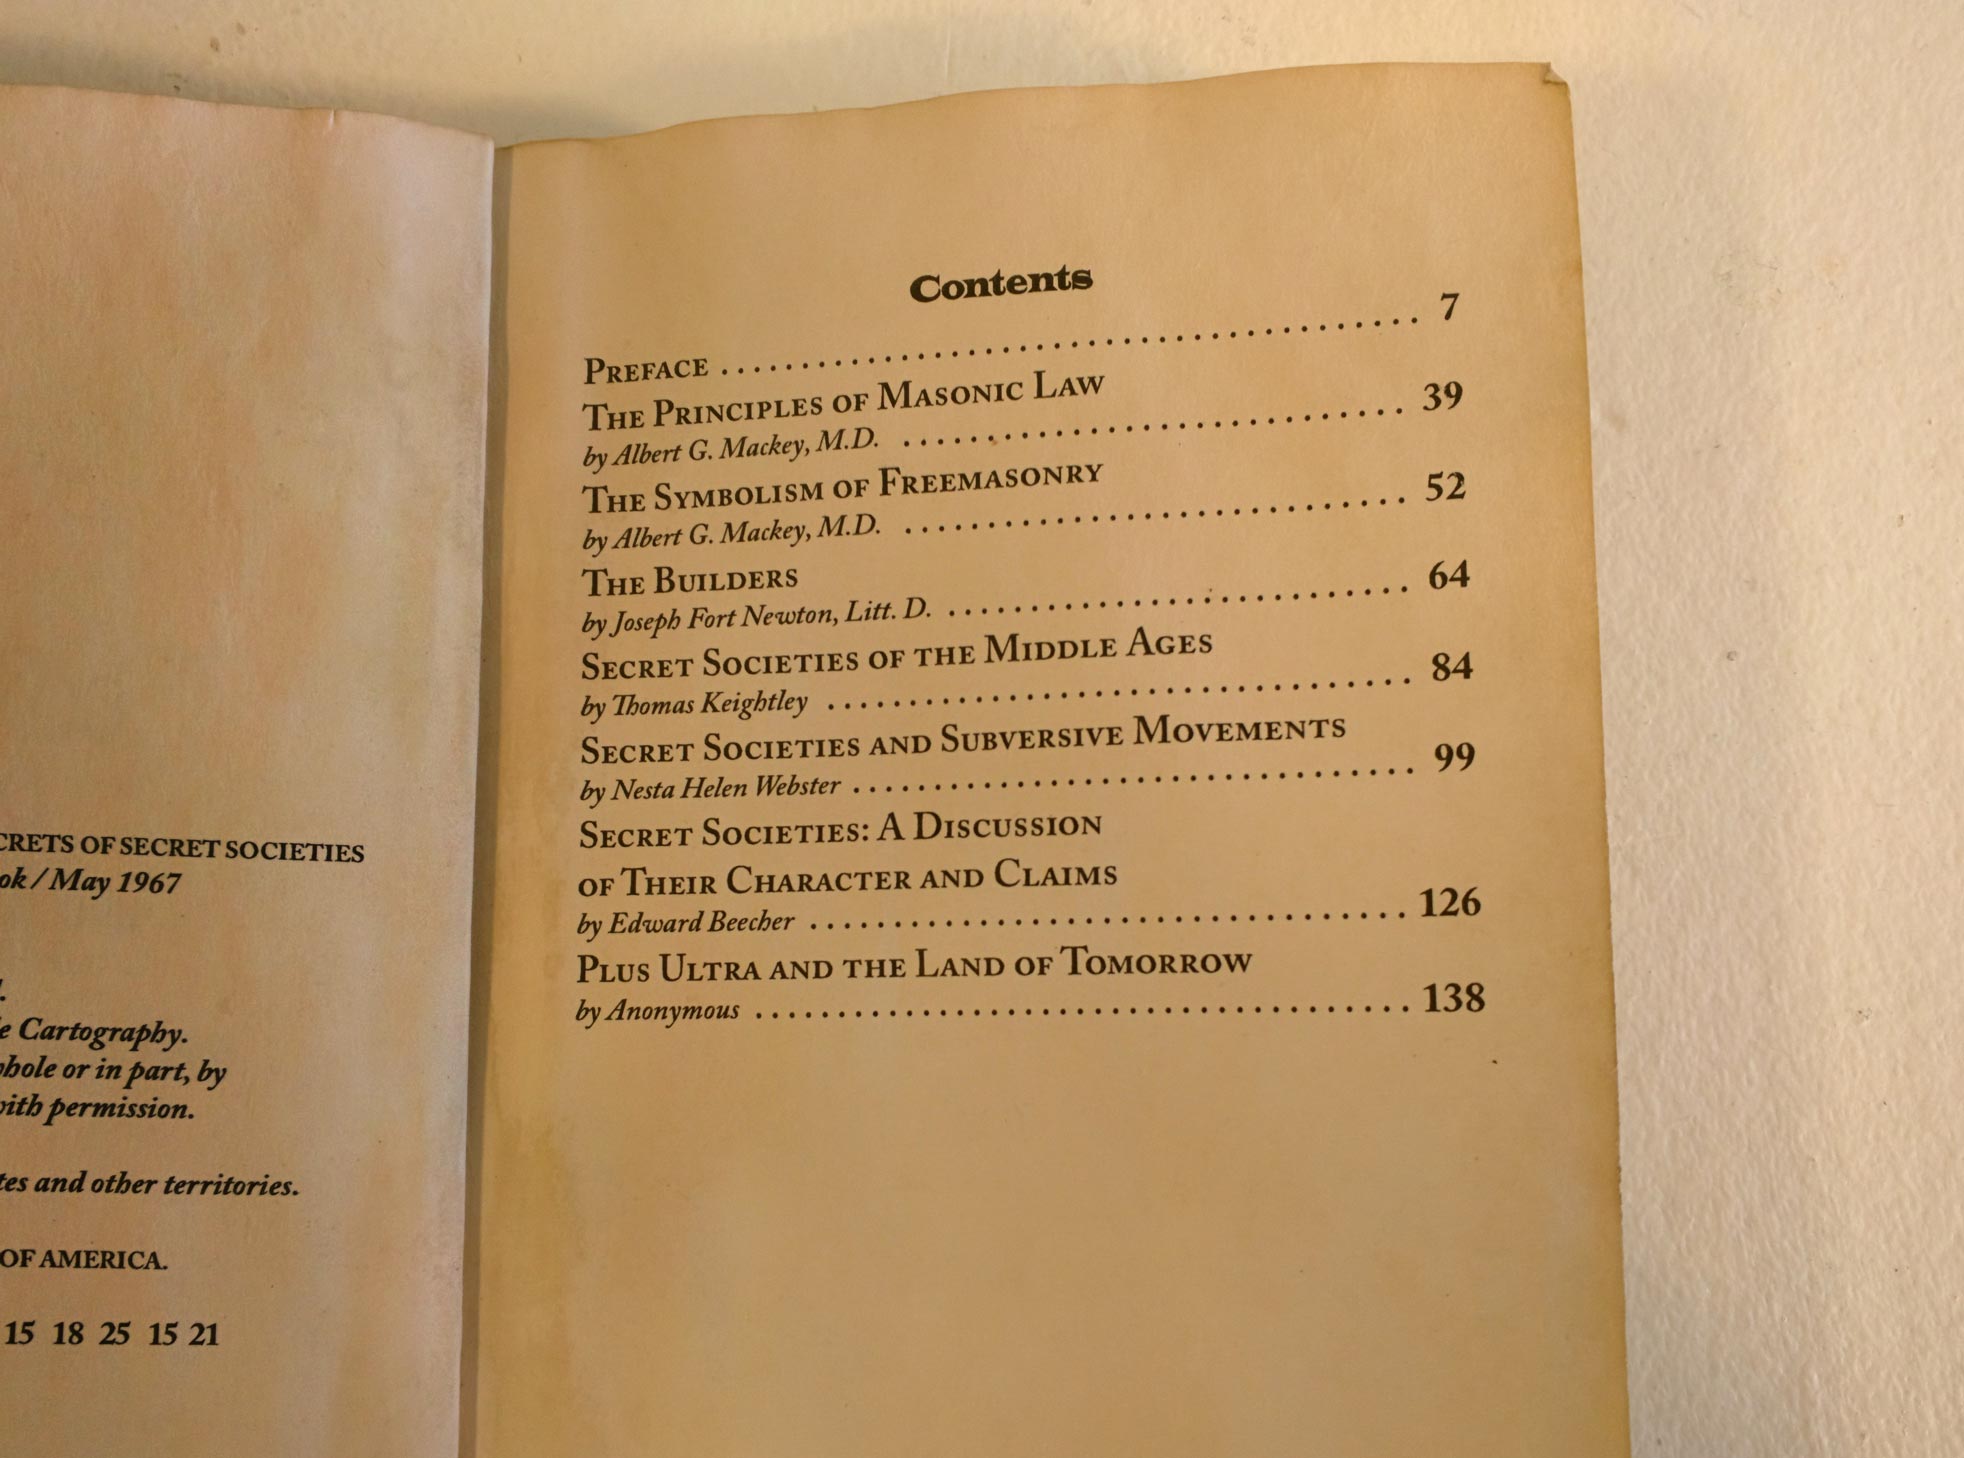 CRETS OF SECRET SOCIETIES
ok / May 1967
e Cartography.
whole or in part, by
with permission.
tes and other territories.
OF AMERICA.
15 18 25 15 21
Contents
PREFACE . . . . . . . . . . . . . . . . . . . . . . . . . . . . . . . . . . . . . . . . . . . . . . . . . . 7
THE PRINCIPLES OF MASONIC LAW
by Albert G. Mackey, M.D. . . . . . . . . . . . . . . . . . . . . . . . . . . . . . . . . . . . . 39
THE SYMBOLISM OF FREEMASONRY
by Albert G. Mackey, M.D. . . . . . . . . . . . . . . . . . . . . . . . . . . . . . . . . . . . . 52
THE BUILDERS
by Joseph Fort Newton, Litt. D. . . . . . . . . . . . . . . . . . . . . . . . . . . . . . . . . . 64
SECRET SOCIETIES OF THE MIDDLE AGES
by Thomas Keightley . . . . . . . . . . . . . . . . . . . . . . . . . . . . . . . . . . . . . . . . . . 84
SECRET SOCIETIES AND SUBVERSIVE MOVEMENTS
by Nesta Helen Webster . . . . . . . . . . . . . . . . . . . . . . . . . . . . . . . . . . . . . . . . 99
SECRET SOCIETIES: A DISCUSSION
OF THEIR CHARACTER AND CLAIMS
by Edward Beecher . . . . . . . . . . . . . . . . . . . . . . . . . . . . . . . . . . . . . . . . . . . 126
PLUS ULTRA AND THE LAND OF TOMORROW
by Anonymous . . . . . . . . . . . . . . . . . . . . . . . . . . . . . . . . . . . . . . . . . . . . . . . 138